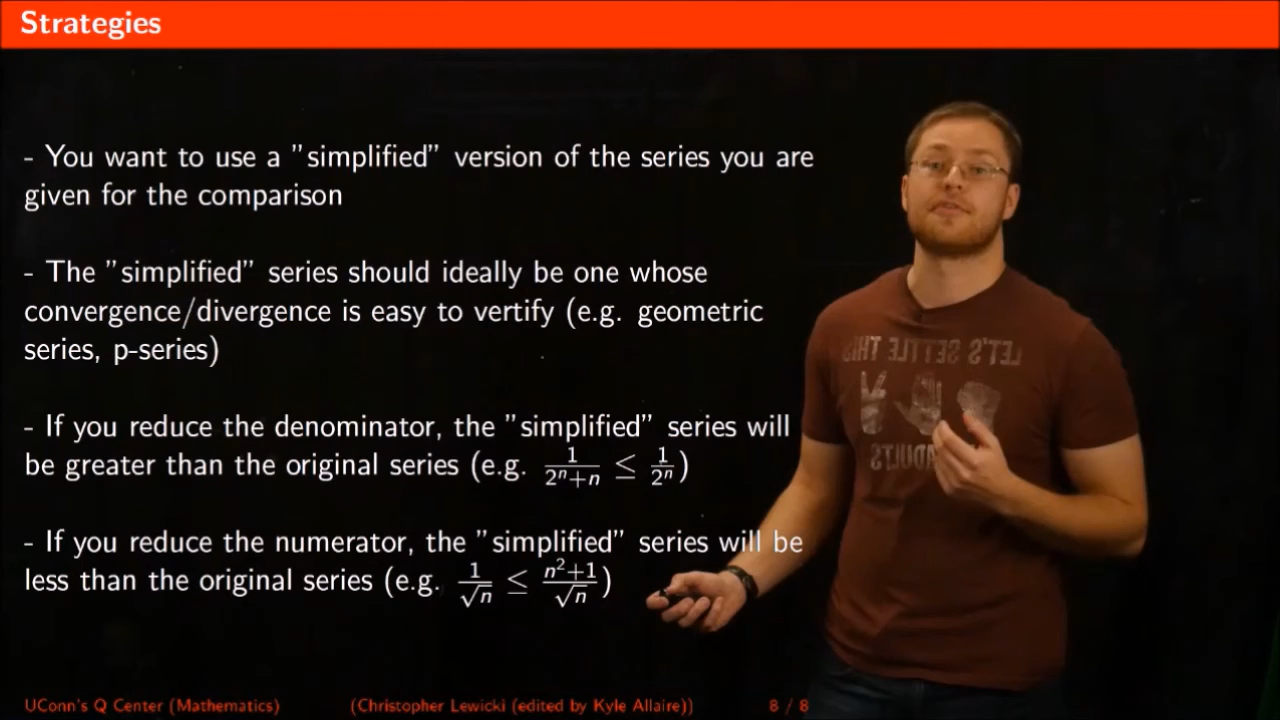 Strategies
- You want to use a "simplified" version of the series you are
given for the comparison
- The "simplified" series should ideally be one whose
convergence/divergence is easy to vertify (e.g. geometric
series, p-series)
- If you reduce the denominator, the "simplified" series will
be greater than the original series (e.g. 1/(2ⁿ+n) ≤ 1/2ⁿ)
- If you reduce the numerator, the "simplified" series will be
less than the original series (e.g. 1/√n ≤ (n²+1)/√n)
LET'S SETTLE THIS
ADULTS
UConn's Q Center (Mathematics) (Christopher Lewicki (edited by Kyle Allaire)) 8 / 8